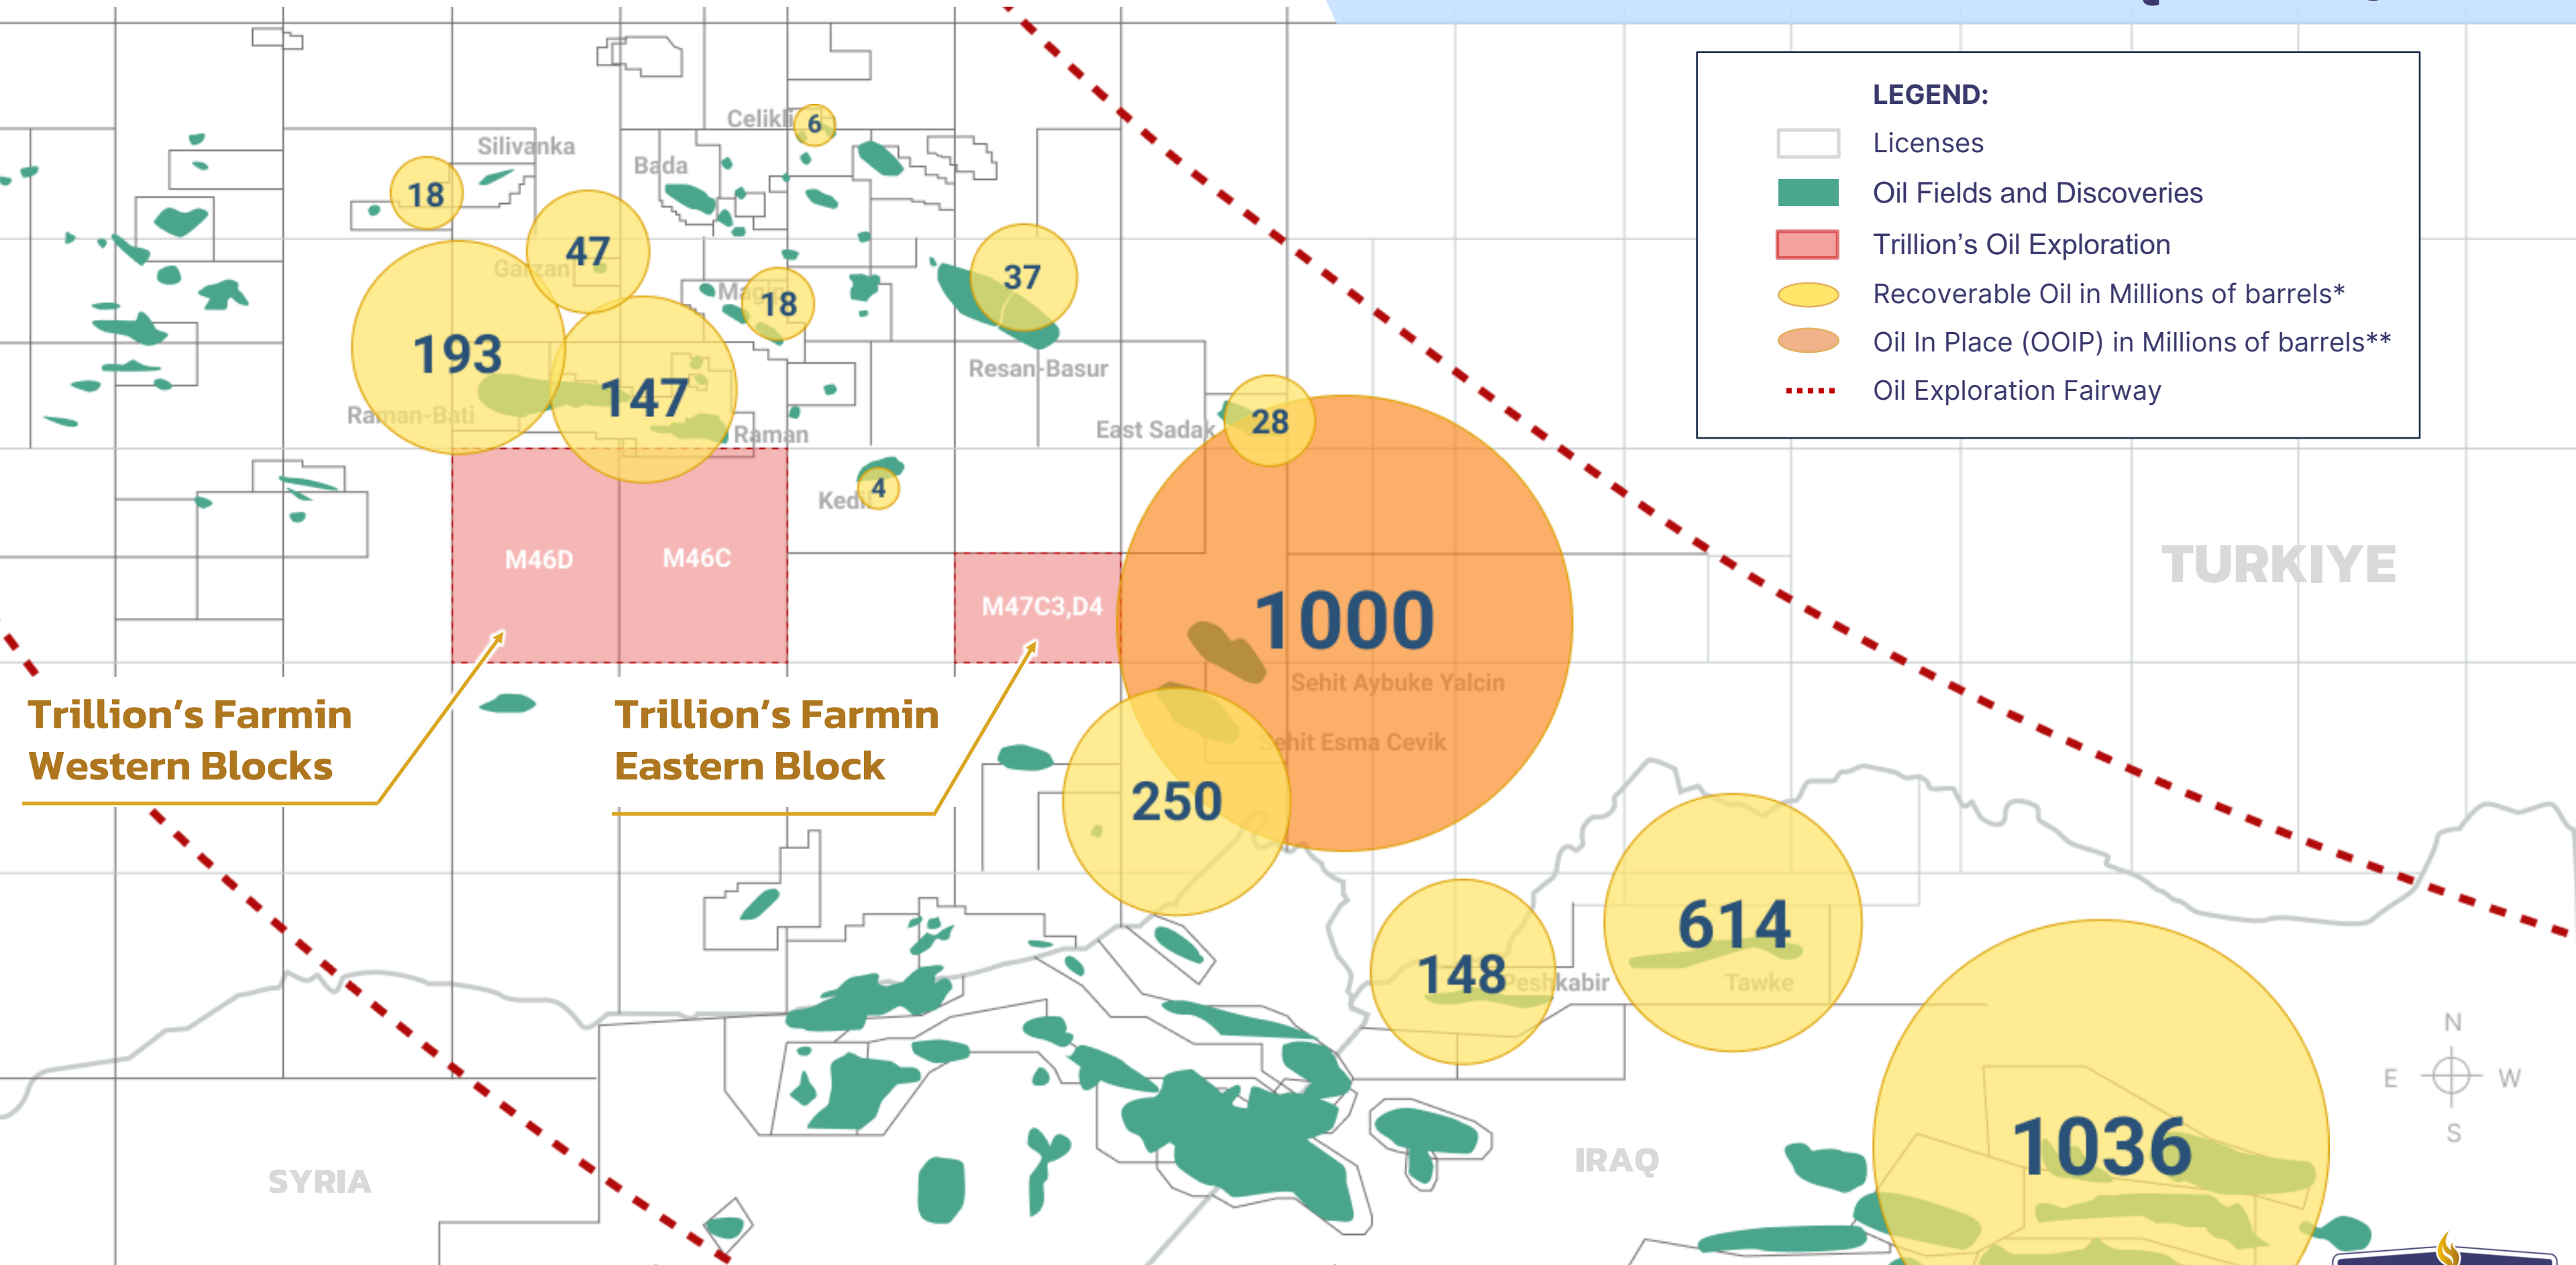 LEGEND:
Licenses
Oil Fields and Discoveries
Trillion's Oil Exploration
Recoverable Oil in Millions of barrels*
Oil In Place (OOIP) in Millions of barrels**
Oil Exploration Fairway
Celikli
6
Silivanka
Bada
18
47
Garzan
37
18
193
147
Resan-Basur
Raman-Bati
Raman
East Sadak
28
4
M46D
M46C
M47C3,D4
1000
TURKIYE
Sehit Aybuke Yalcin
Sehit Esma Cevik
Trillion's Farmin
Western Blocks
Trillion's Farmin
Eastern Block
250
614
148
Peshkabir
Tawke
1036
N
E
W
S
SYRIA
IRAQ